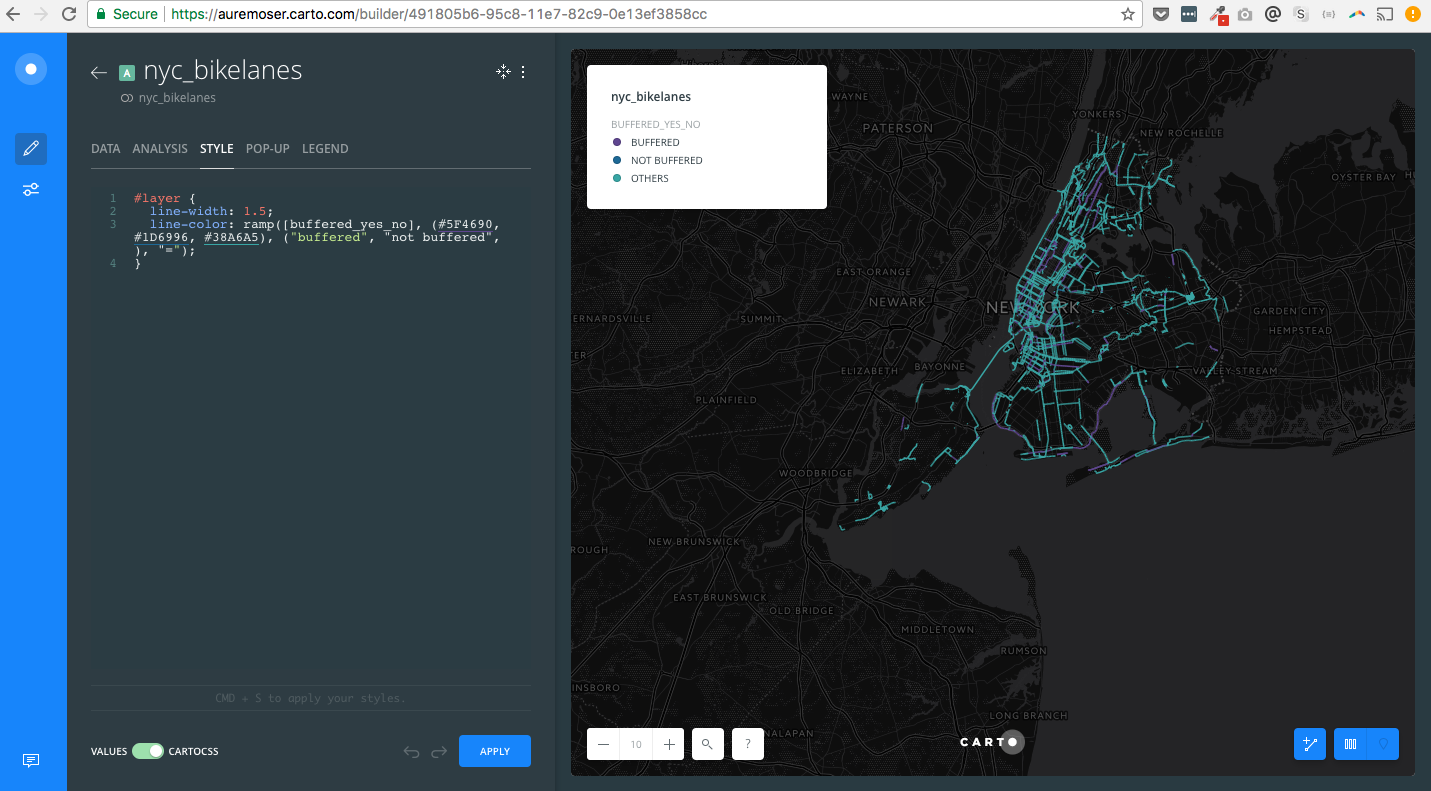 Secure https://auremoser.carto.com/builder/491805b6-95c8-11e7-82c9-0e13ef3858cc
@ S {≡}
A nyc_bikelanes
nyc_bikelanes
DATA ANALYSIS STYLE POP-UP LEGEND
1 #layer {
2 line-width: 1.5;
3 line-color: ramp([buffered_yes_no], (#5F4690,
#1D6996, #38A6A5), ("buffered", "not buffered",
), "=");
4 }
CMD + S to apply your styles.
VALUES CARTOCSS
APPLY
nyc_bikelanes
BUFFERED_YES_NO
BUFFERED
NOT BUFFERED
OTHERS
WAYNE
YONKERS
PATERSON
NEW ROCHELLE
OYSTER BAY
EAST ORANGE
NEWARK
NEW YORK
GARDEN CITY
ERNARDSVILLE
SUMMIT
HEMPSTEAD
ER
ELIZABETH
BAYONNE
VALLEY STREAM
PLAINFIELD
WOODBRIDGE
NEW BRUNSWICK
ROUGH
EAST BRUNSWICK
OLD BRIDGE
MIDDLETOWN
RUMSON
INSBORO
LONG BRANCH
NALAPAN
10
?
CARTO